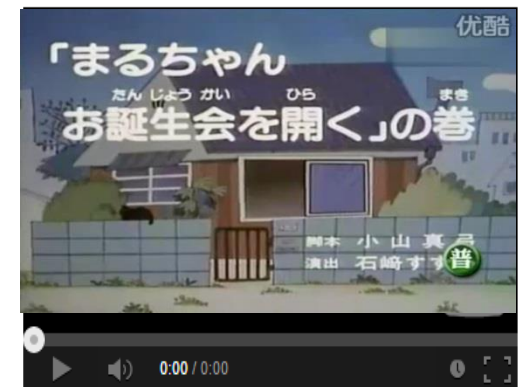 优酷
「まるちゃん
たん じょう かい ひら まき
お誕生会を開く」の巻
脚本 小山真弓
演出 石崎すす
普
0:00 / 0:00